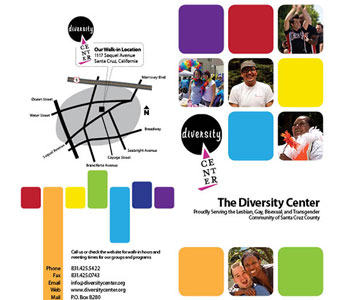 diversity
CENTER
Our Walk-in Location
1117 Soquel Avenue
Santa Cruz, California
1
Morrissey Blvd.
Ocean Street
Water Street
N
Broadway
Soquel Avenue
Seabright Avenue
Cayuga Street
Branciforte Avenue
Call us or check the website for walk-in hours and
meeting times for our groups and programs
Phone 831.425.5422
Fax 831.425.0743
Email info@diversitycenter.org
Web www.diversitycenter.org
Mail P.O. Box 8280
diversity
CENTER
The Diversity Center
Proudly Serving the Lesbian, Gay, Bisexual, and Transgender
Community of Santa Cruz County